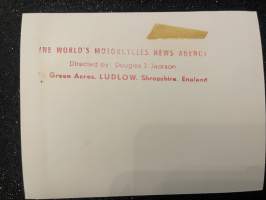 THE WORLD'S MOTORCYCLES NEWS AGENCY
Directed by: Douglas J. Jackson
Green Acres, LUDLOW, Shropshire, England